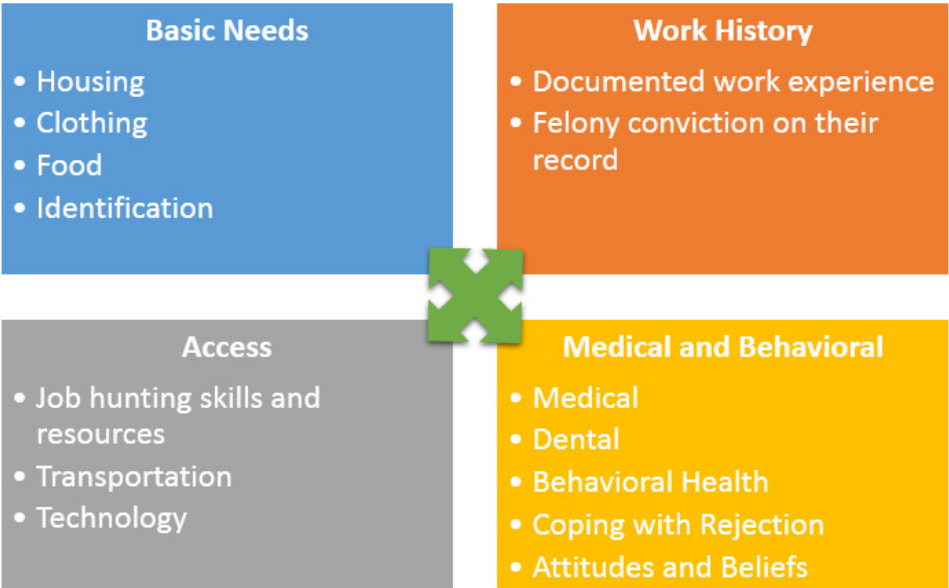 Basic Needs
• Housing
• Clothing
• Food
• Identification
Work History
• Documented work experience
• Felony conviction on their
record
Access
• Job hunting skills and
resources
• Transportation
• Technology
Medical and Behavioral
• Medical
• Dental
• Behavioral Health
• Coping with Rejection
• Attitudes and Beliefs